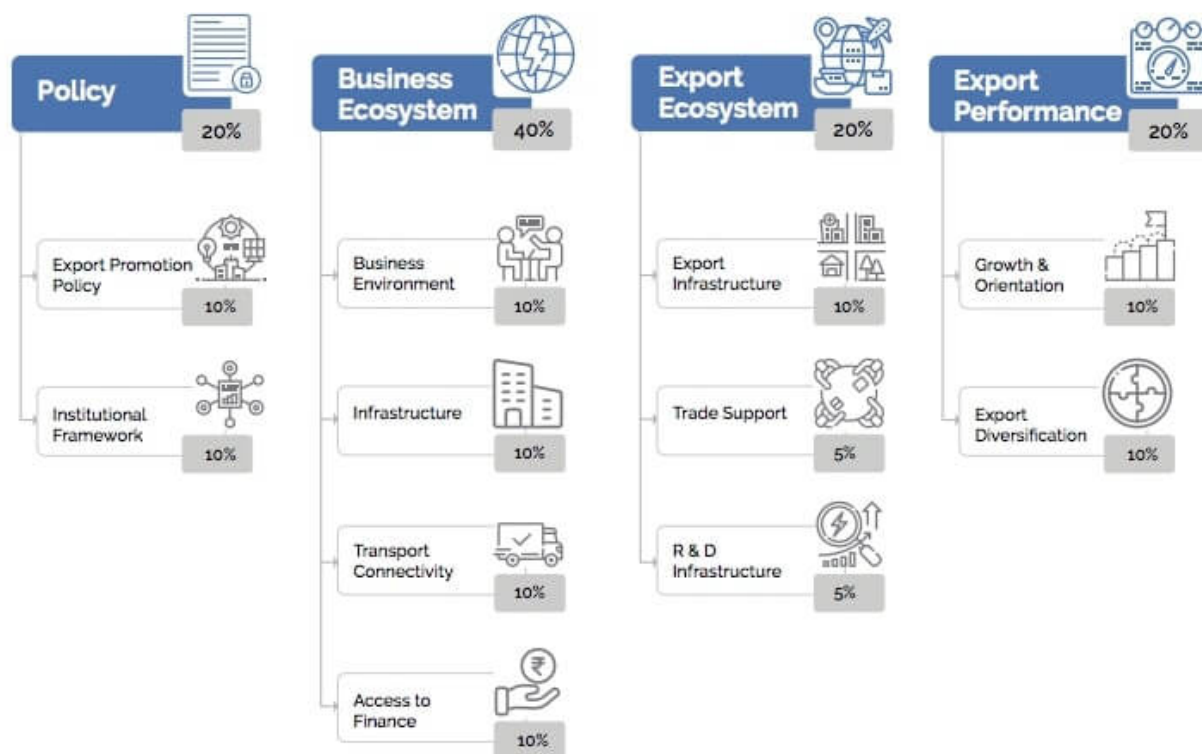 Policy
20%
Export Promotion
Policy
10%
Institutional
Framework
10%
Business
Ecosystem
40%
Business
Environment
10%
Infrastructure
10%
Transport
Connectivity
10%
₹
Access to
Finance
10%
Export
Ecosystem
20%
Export
Infrastructure
10%
Trade Support
5%
R & D
Infrastructure
5%
Export
Performance
20%
Growth &
Orientation
10%
Export
Diversification
10%